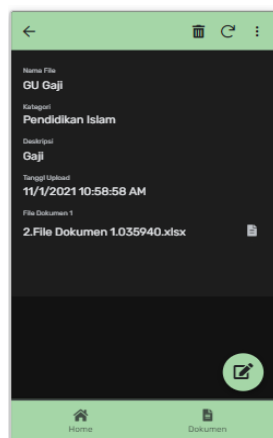 Nama File
GU Gaji
Kategori
Pendidikan Islam
Deskripsi
Gaji
Tanggl Upload
11/1/2021 10:58:58 AM
File Dokumen 1
2.File Dokumen 1.035940.xlsx
Home
Dokumen